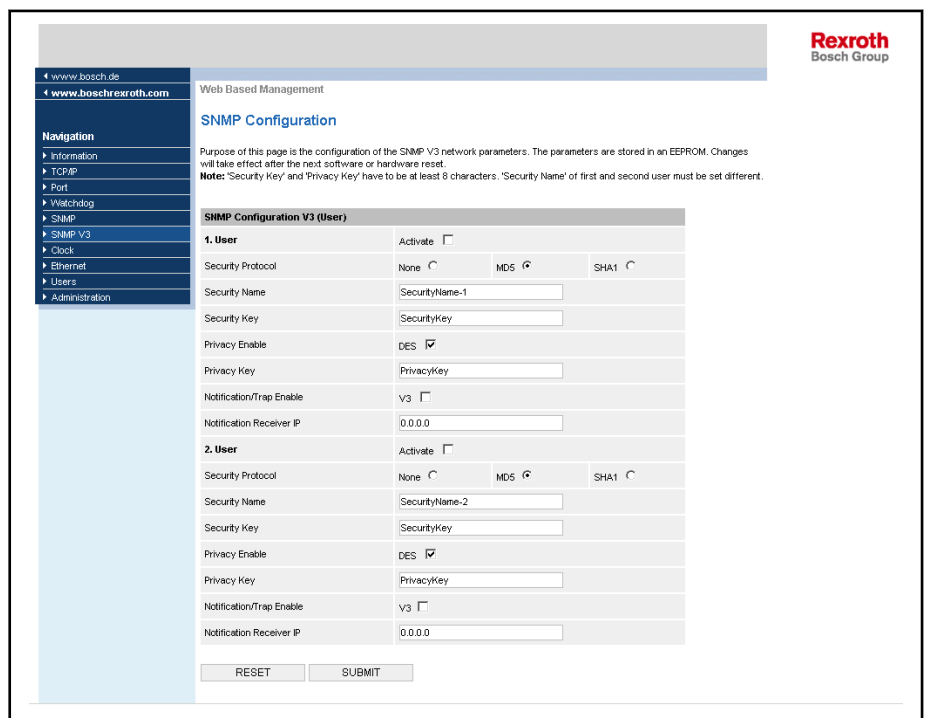 Rexroth
Bosch Group
www.bosch.de
www.boschrexroth.com
Navigation
Information
TCP/IP
Port
Watchdog
SNMP
SNMP V3
Clock
Ethernet
Users
Administration
Web Based Management
SNMP Configuration
Purpose of this page is the configuration of the SNMP V3 network parameters. The parameters are stored in an EEPROM. Changes
will take effect after the next software or hardware reset.
Note: 'Security Key' and 'Privacy Key' have to be at least 8 characters. 'Security Name' of first and second user must be set different.
SNMP Configuration V3 (User)
1. User Activate
Security Protocol None MD5 SHA1
Security Name SecurityName-1
Security Key SecurityKey
Privacy Enable DES
Privacy Key PrivacyKey
Notification/Trap Enable V3
Notification Receiver IP 0.0.0.0
2. User Activate
Security Protocol None MD5 SHA1
Security Name SecurityName-2
Security Key SecurityKey
Privacy Enable DES
Privacy Key PrivacyKey
Notification/Trap Enable V3
Notification Receiver IP 0.0.0.0
RESET SUBMIT